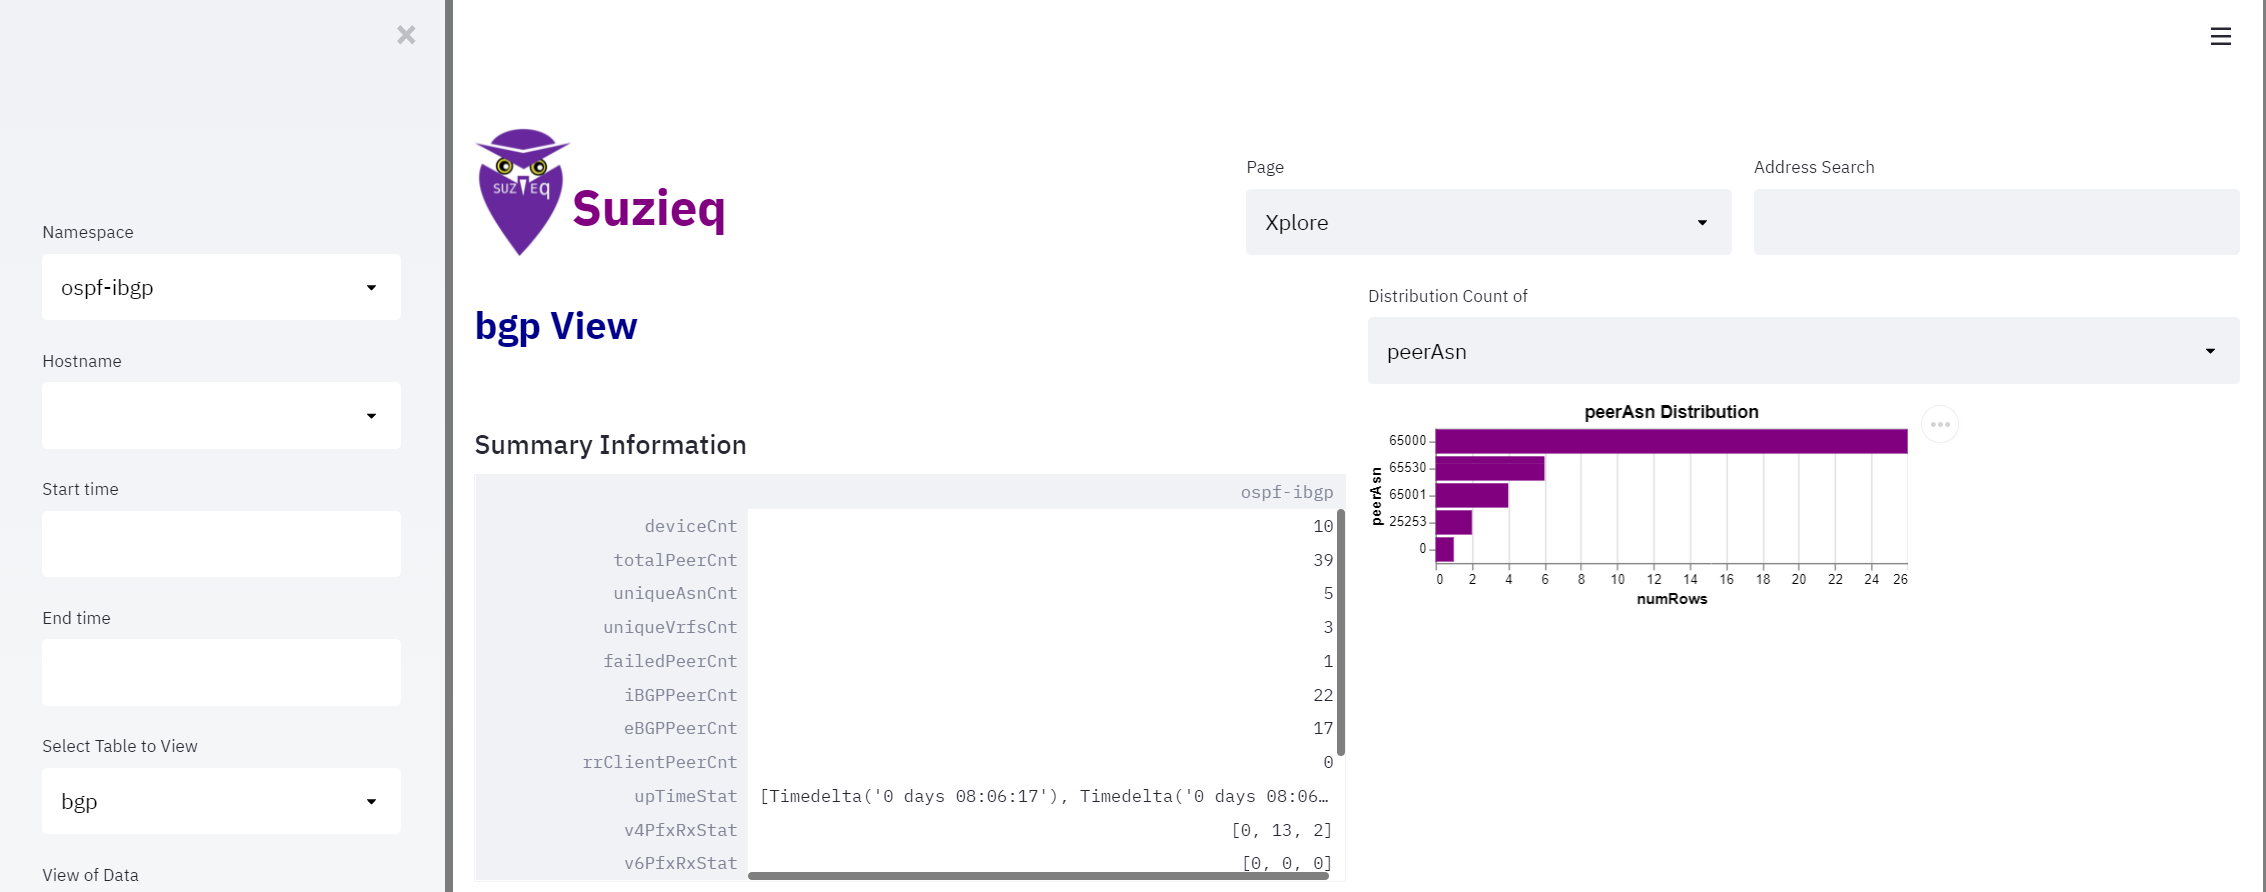 ×
Namespace
ospf-ibgp
Hostname
Start time
End time
Select Table to View
bgp
View of Data
SUZIEq
Suzieq
Page
Xplore
Address Search
bgp View
Distribution Count of
peerAsn
Summary Information
ospf-ibgp
deviceCnt 10
totalPeerCnt 39
uniqueAsnCnt 5
uniqueVrfsCnt 3
failedPeerCnt 1
iBGPPeerCnt 22
eBGPPeerCnt 17
rrClientPeerCnt 0
upTimeStat [Timedelta('0 days 08:06:17'), Timedelta('0 days 08:06…
v4PfxRxStat [0, 13, 2]
v6PfxRxStat [0, 0, 0]
peerAsn Distribution
peerAsn
65000
65530
65001
25253
0
0 2 4 6 8 10 12 14 16 18 20 22 24 26
numRows